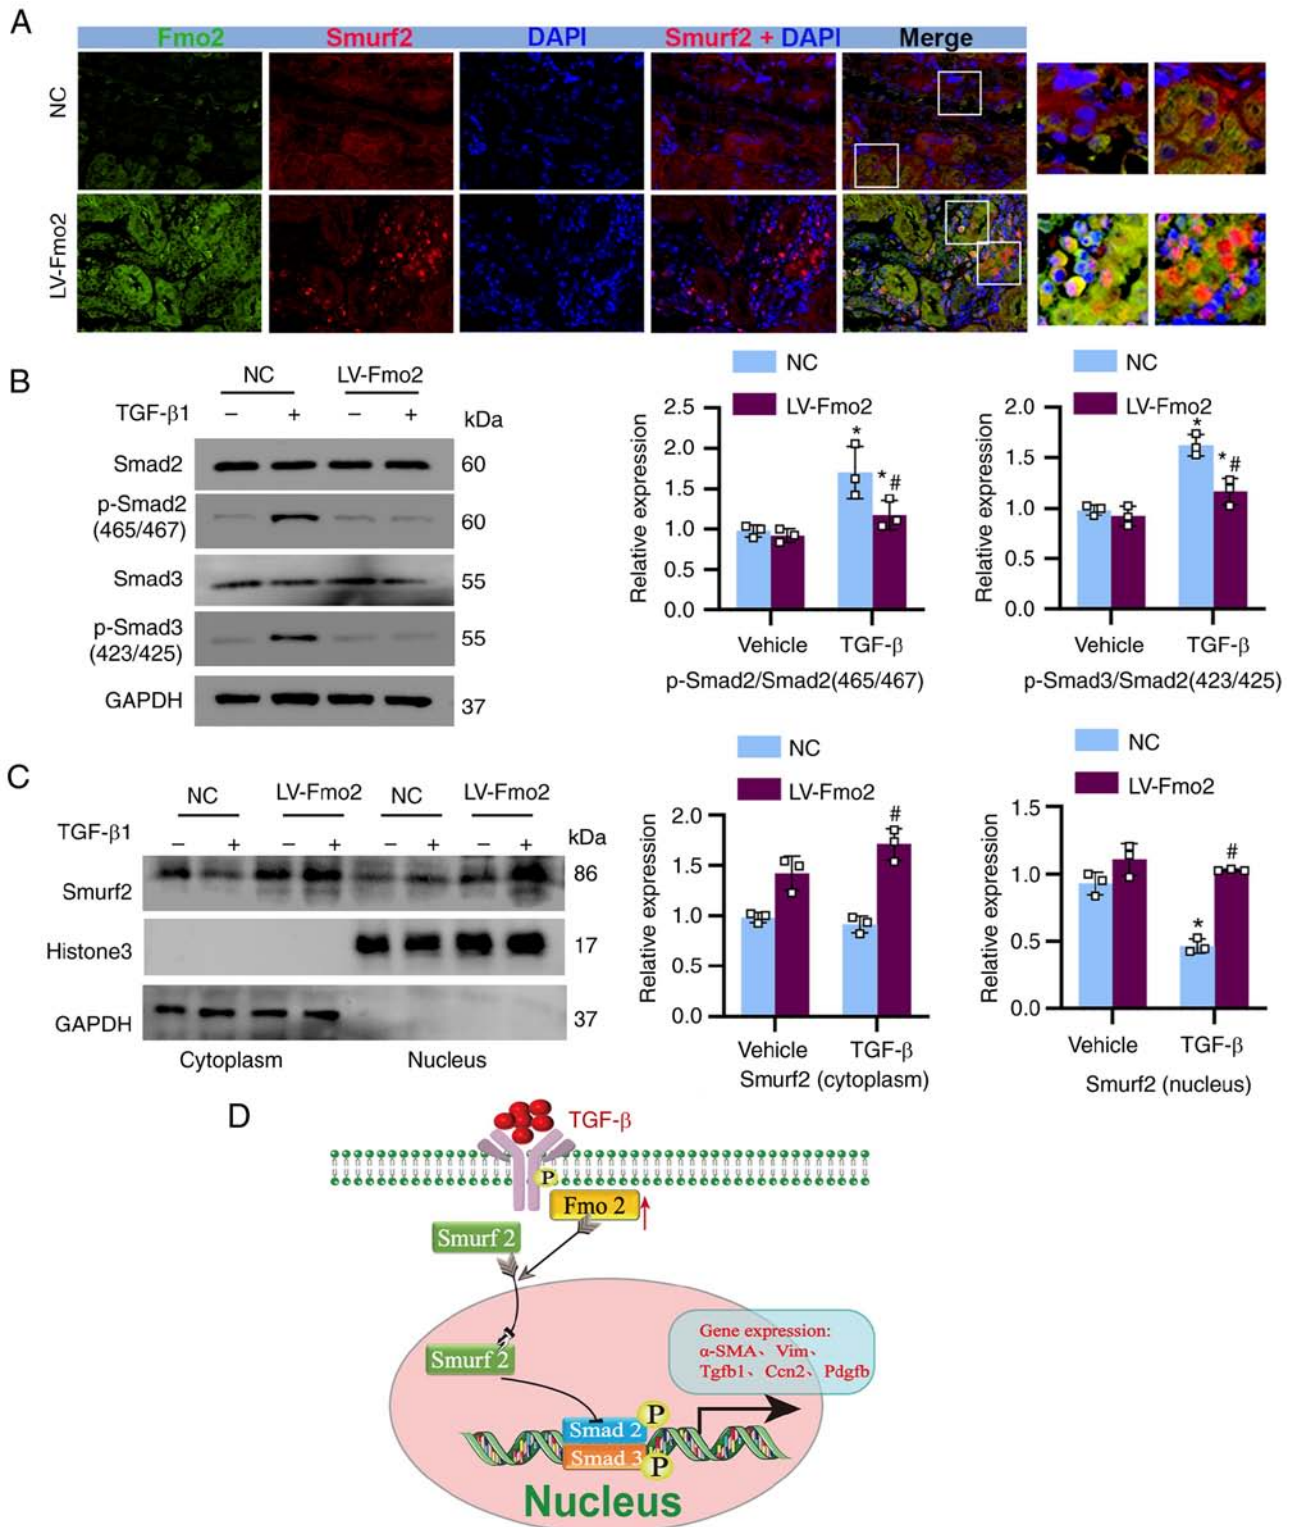 A
Fmo2 Smurf2 DAPI Smurf2 + DAPI Merge
NC
LV-Fmo2
B
NC LV-Fmo2
TGF-β1 – + – + kDa
Smad2 60
p-Smad2
(465/467) 60
Smad3 55
p-Smad3
(423/425) 55
GAPDH 37
NC
LV-Fmo2
Relative expression
2.5
2.0
1.5
1.0
0.5
0.0
*
* #
Vehicle TGF-β
p-Smad2/Smad2(465/467)
NC
LV-Fmo2
Relative expression
2.0
1.5
1.0
0.5
0.0
*
* #
Vehicle TGF-β
p-Smad3/Smad2(423/425)
C
NC LV-Fmo2 NC LV-Fmo2
TGF-β1 – + – + – + – + kDa
Smurf2 86
Histone3 17
GAPDH 37
Cytoplasm Nucleus
NC
LV-Fmo2
Relative expression
2.0
1.5
1.0
0.5
0.0
#
Vehicle TGF-β
Smurf2 (cytoplasm)
NC
LV-Fmo2
Relative expression
1.5
1.0
0.5
0.0
*
#
Vehicle TGF-β
Smurf2 (nucleus)
D
TGF-β
P
Fmo 2
Smurf 2
Smurf 2
Gene expression:
α-SMA、Vim、
Tgfb1、Ccn2、Pdgfb
P
Smad 2
Smad 3
P
Nucleus